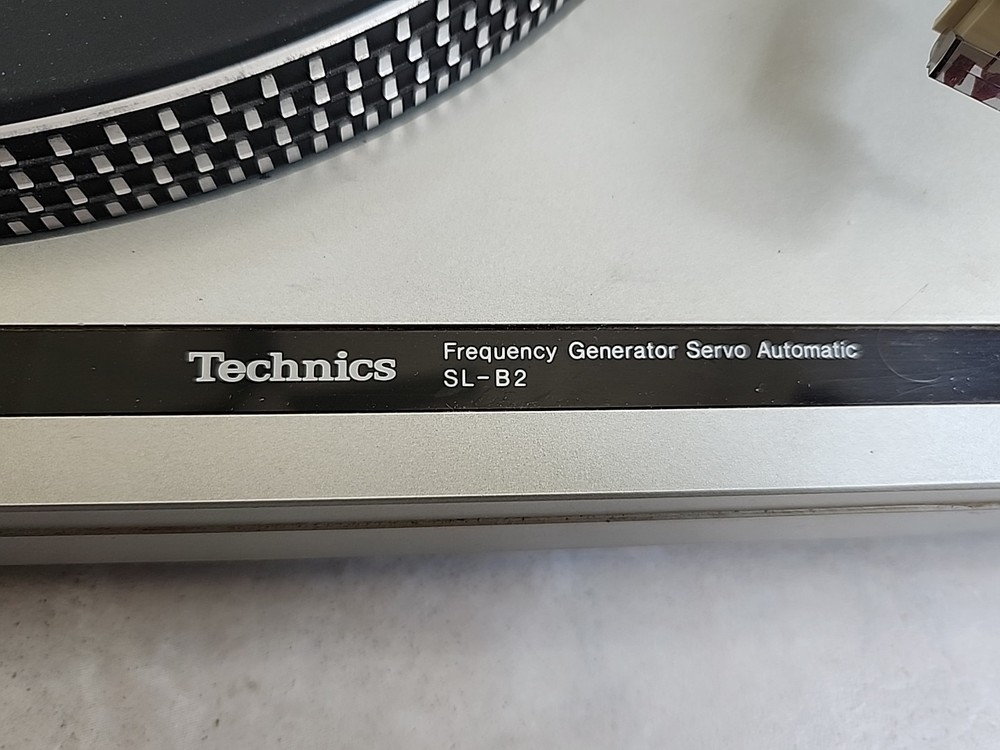 Technics
Frequency Generator Servo Automatic
SL-B2